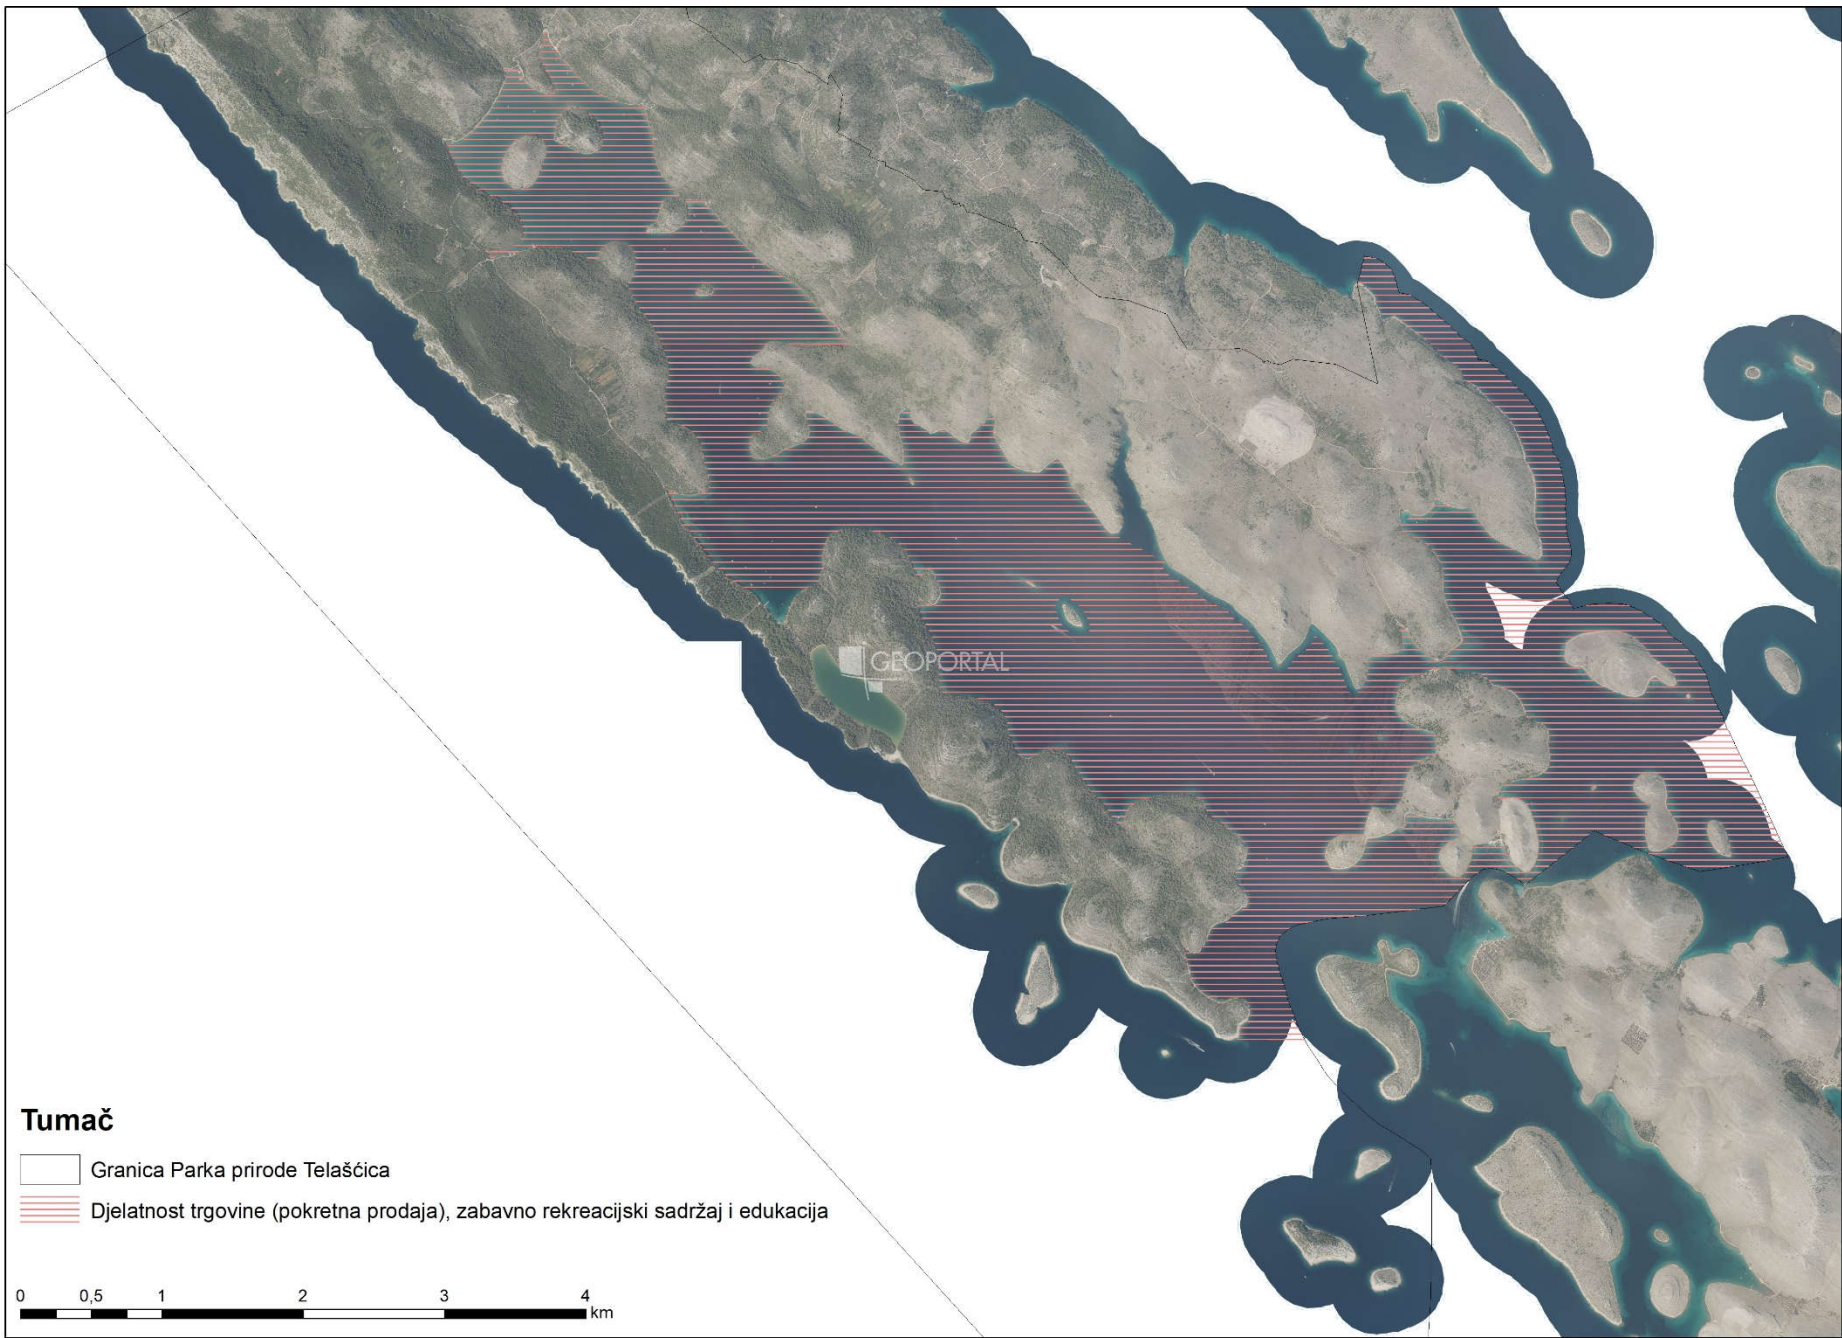 GEOPORTAL
Tumač
Granica Parka prirode Telašćica
Djelatnost trgovine (pokretna prodaja), zabavno rekreacijski sadržaj i edukacija
0 0,5 1 2 3 4
km